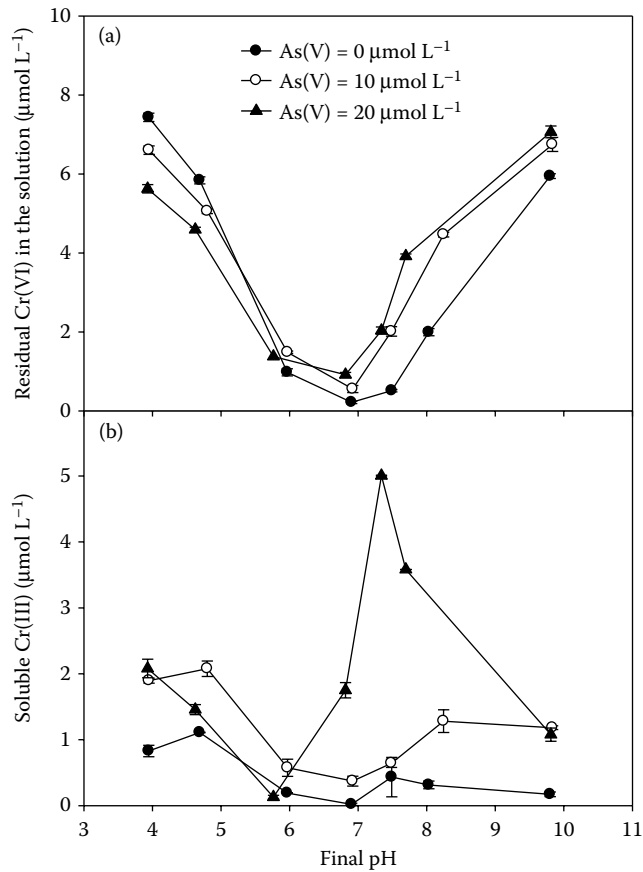 (a)
As(V) = 0 µmol L⁻¹
As(V) = 10 µmol L⁻¹
As(V) = 20 µmol L⁻¹
Residual Cr(VI) in the solution (µmol L⁻¹)
10
8
6
4
2
0
(b)
Soluble Cr(III) (µmol L⁻¹)
5
4
3
2
1
0
3 4 5 6 7 8 9 10 11
Final pH